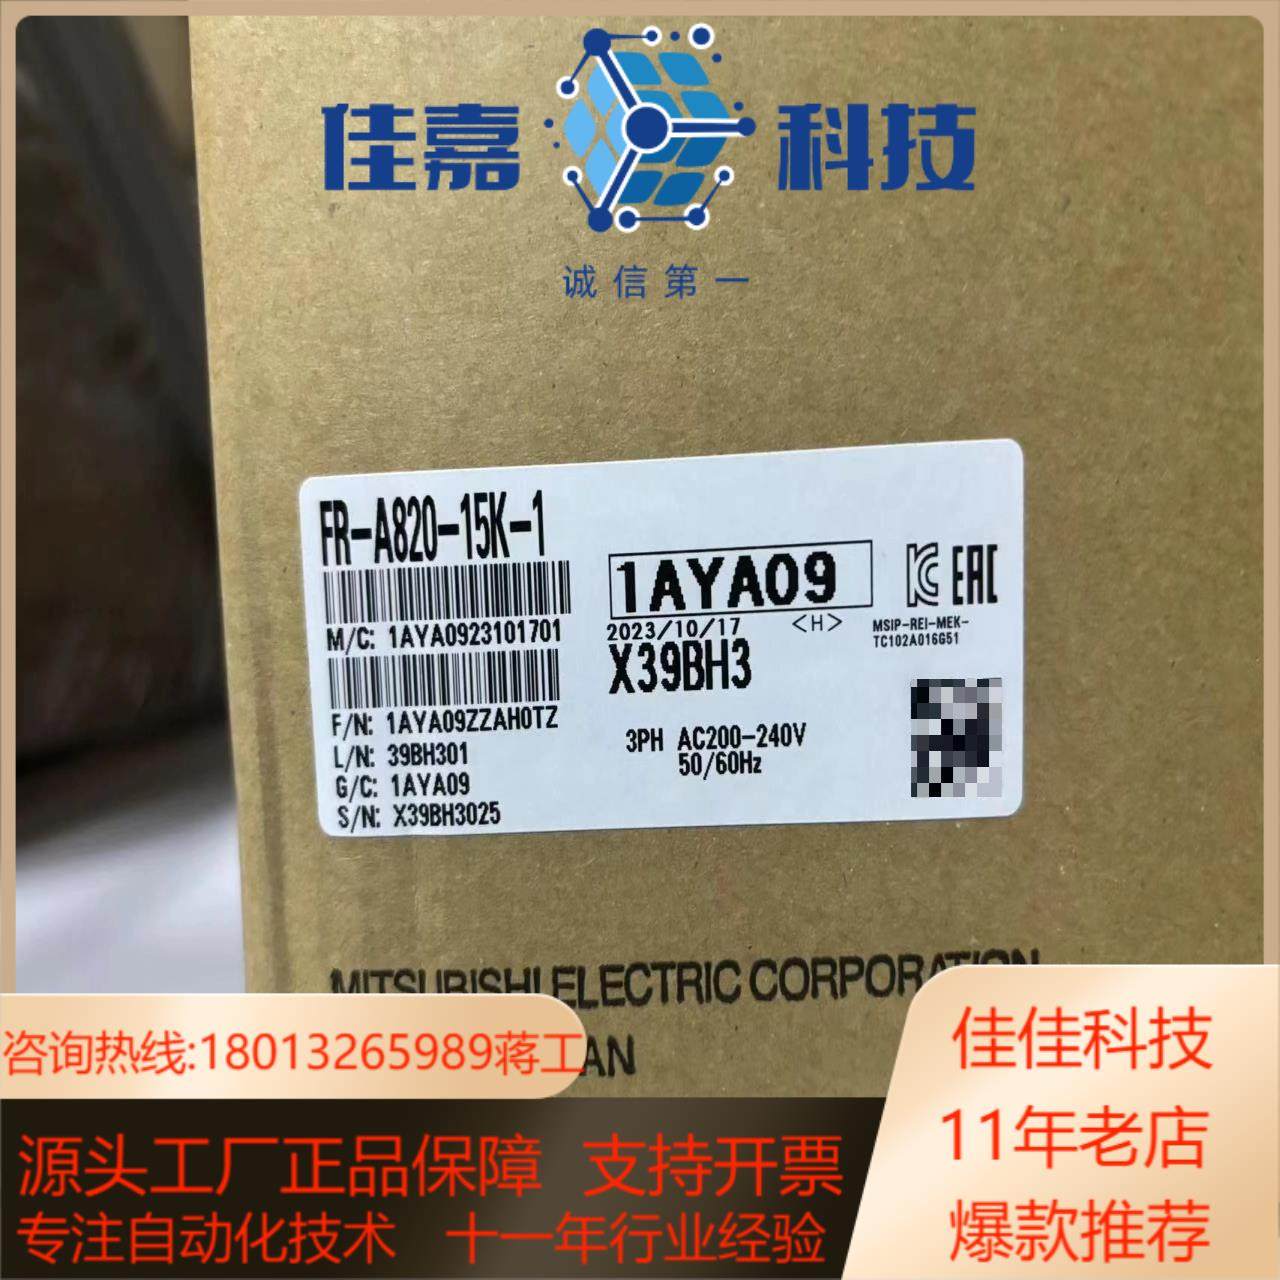 佳嘉科技
诚信第一
FR-A820-15K-1
1AYA09
M/C: 1AYA0923101701
2023/10/17 <H>
MSIP-REI-MEK-
TC102A016G51
X39BH3
F/N: 1AYA09ZZAH0TZ
L/N: 39BH301
G/C: 1AYA09
S/N: X39BH3025
3PH AC200-240V
50/60Hz
EAC
MITSUBISHI ELECTRIC CORPORATION
咨询热线:18013265989蒋工
佳佳科技
11年老店
爆款推荐
源头工厂正品保障 支持开票
专注自动化技术 十一年行业经验